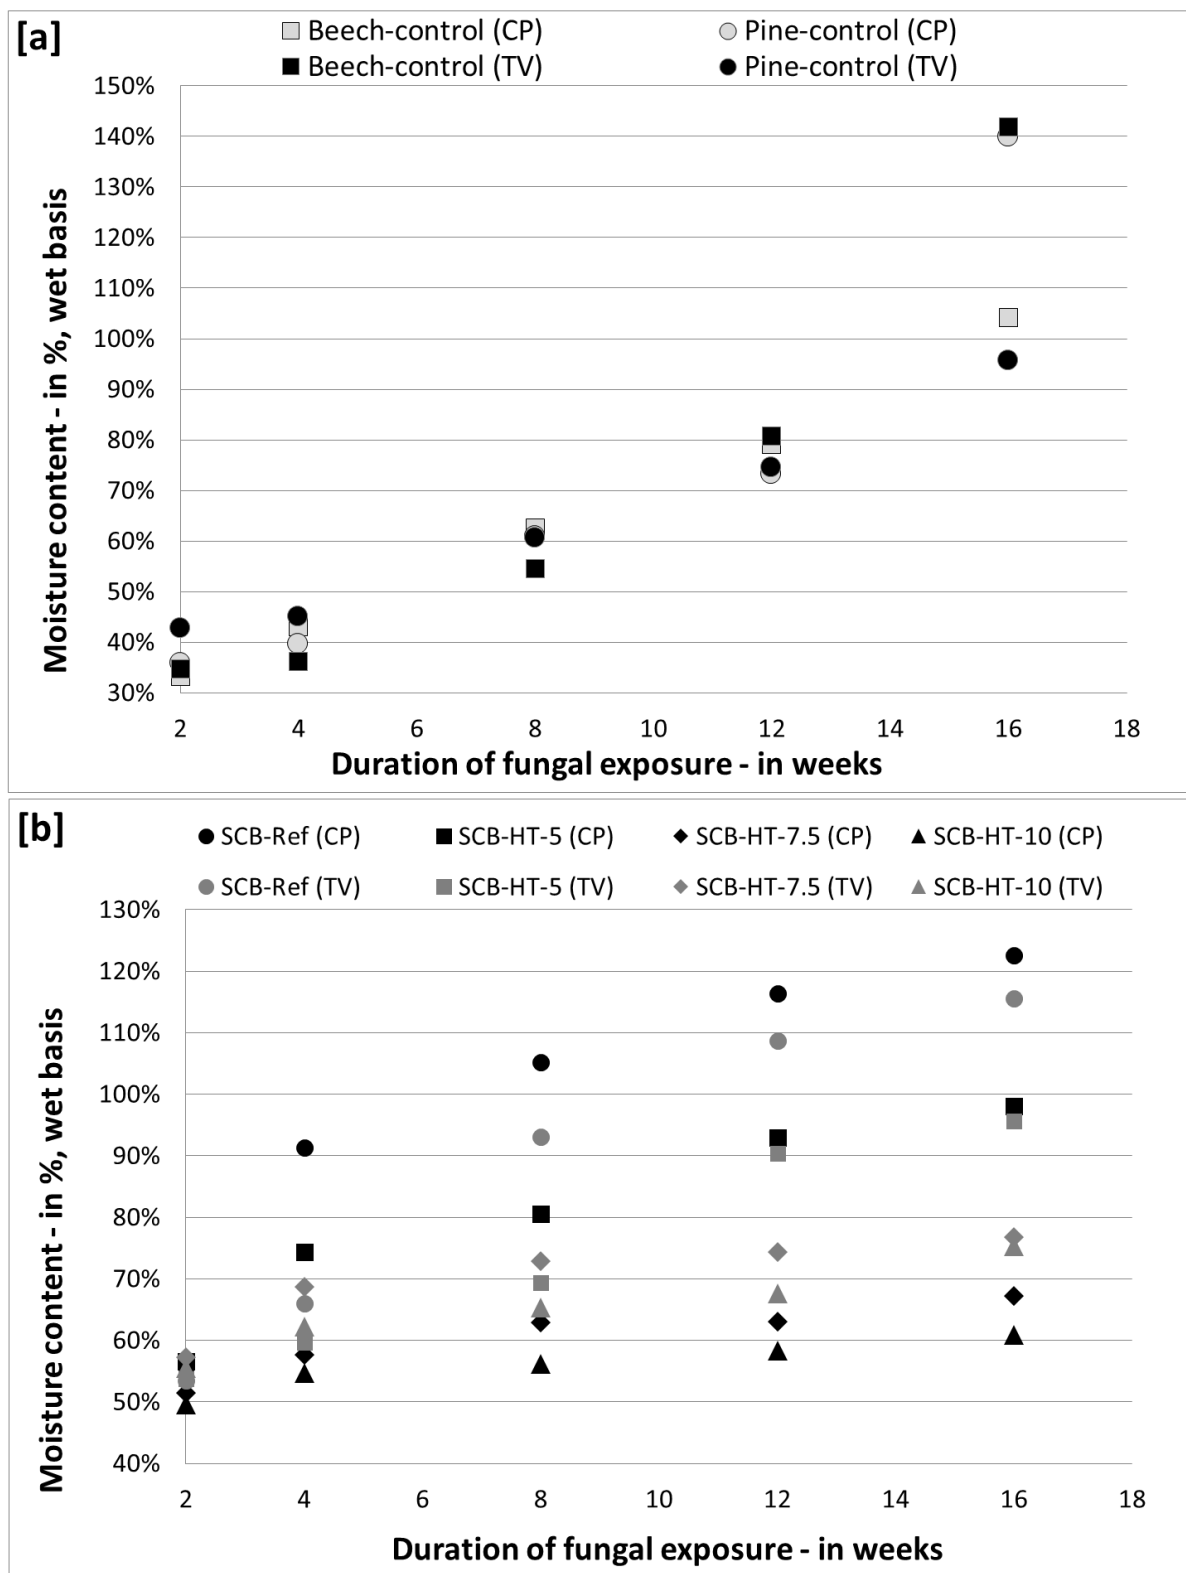 [a]
Beech-control (CP) Pine-control (CP)
Beech-control (TV) Pine-control (TV)
150%
140%
130%
120%
110%
100%
90%
80%
70%
60%
50%
40%
30%
Moisture content - in %, wet basis
2 4 6 8 10 12 14 16 18
Duration of fungal exposure - in weeks
[b]
SCB-Ref (CP) SCB-HT-5 (CP) SCB-HT-7.5 (CP) SCB-HT-10 (CP)
SCB-Ref (TV) SCB-HT-5 (TV) SCB-HT-7.5 (TV) SCB-HT-10 (TV)
130%
120%
110%
100%
90%
80%
70%
60%
50%
40%
Moisture content - in %, wet basis
2 4 6 8 10 12 14 16 18
Duration of fungal exposure - in weeks